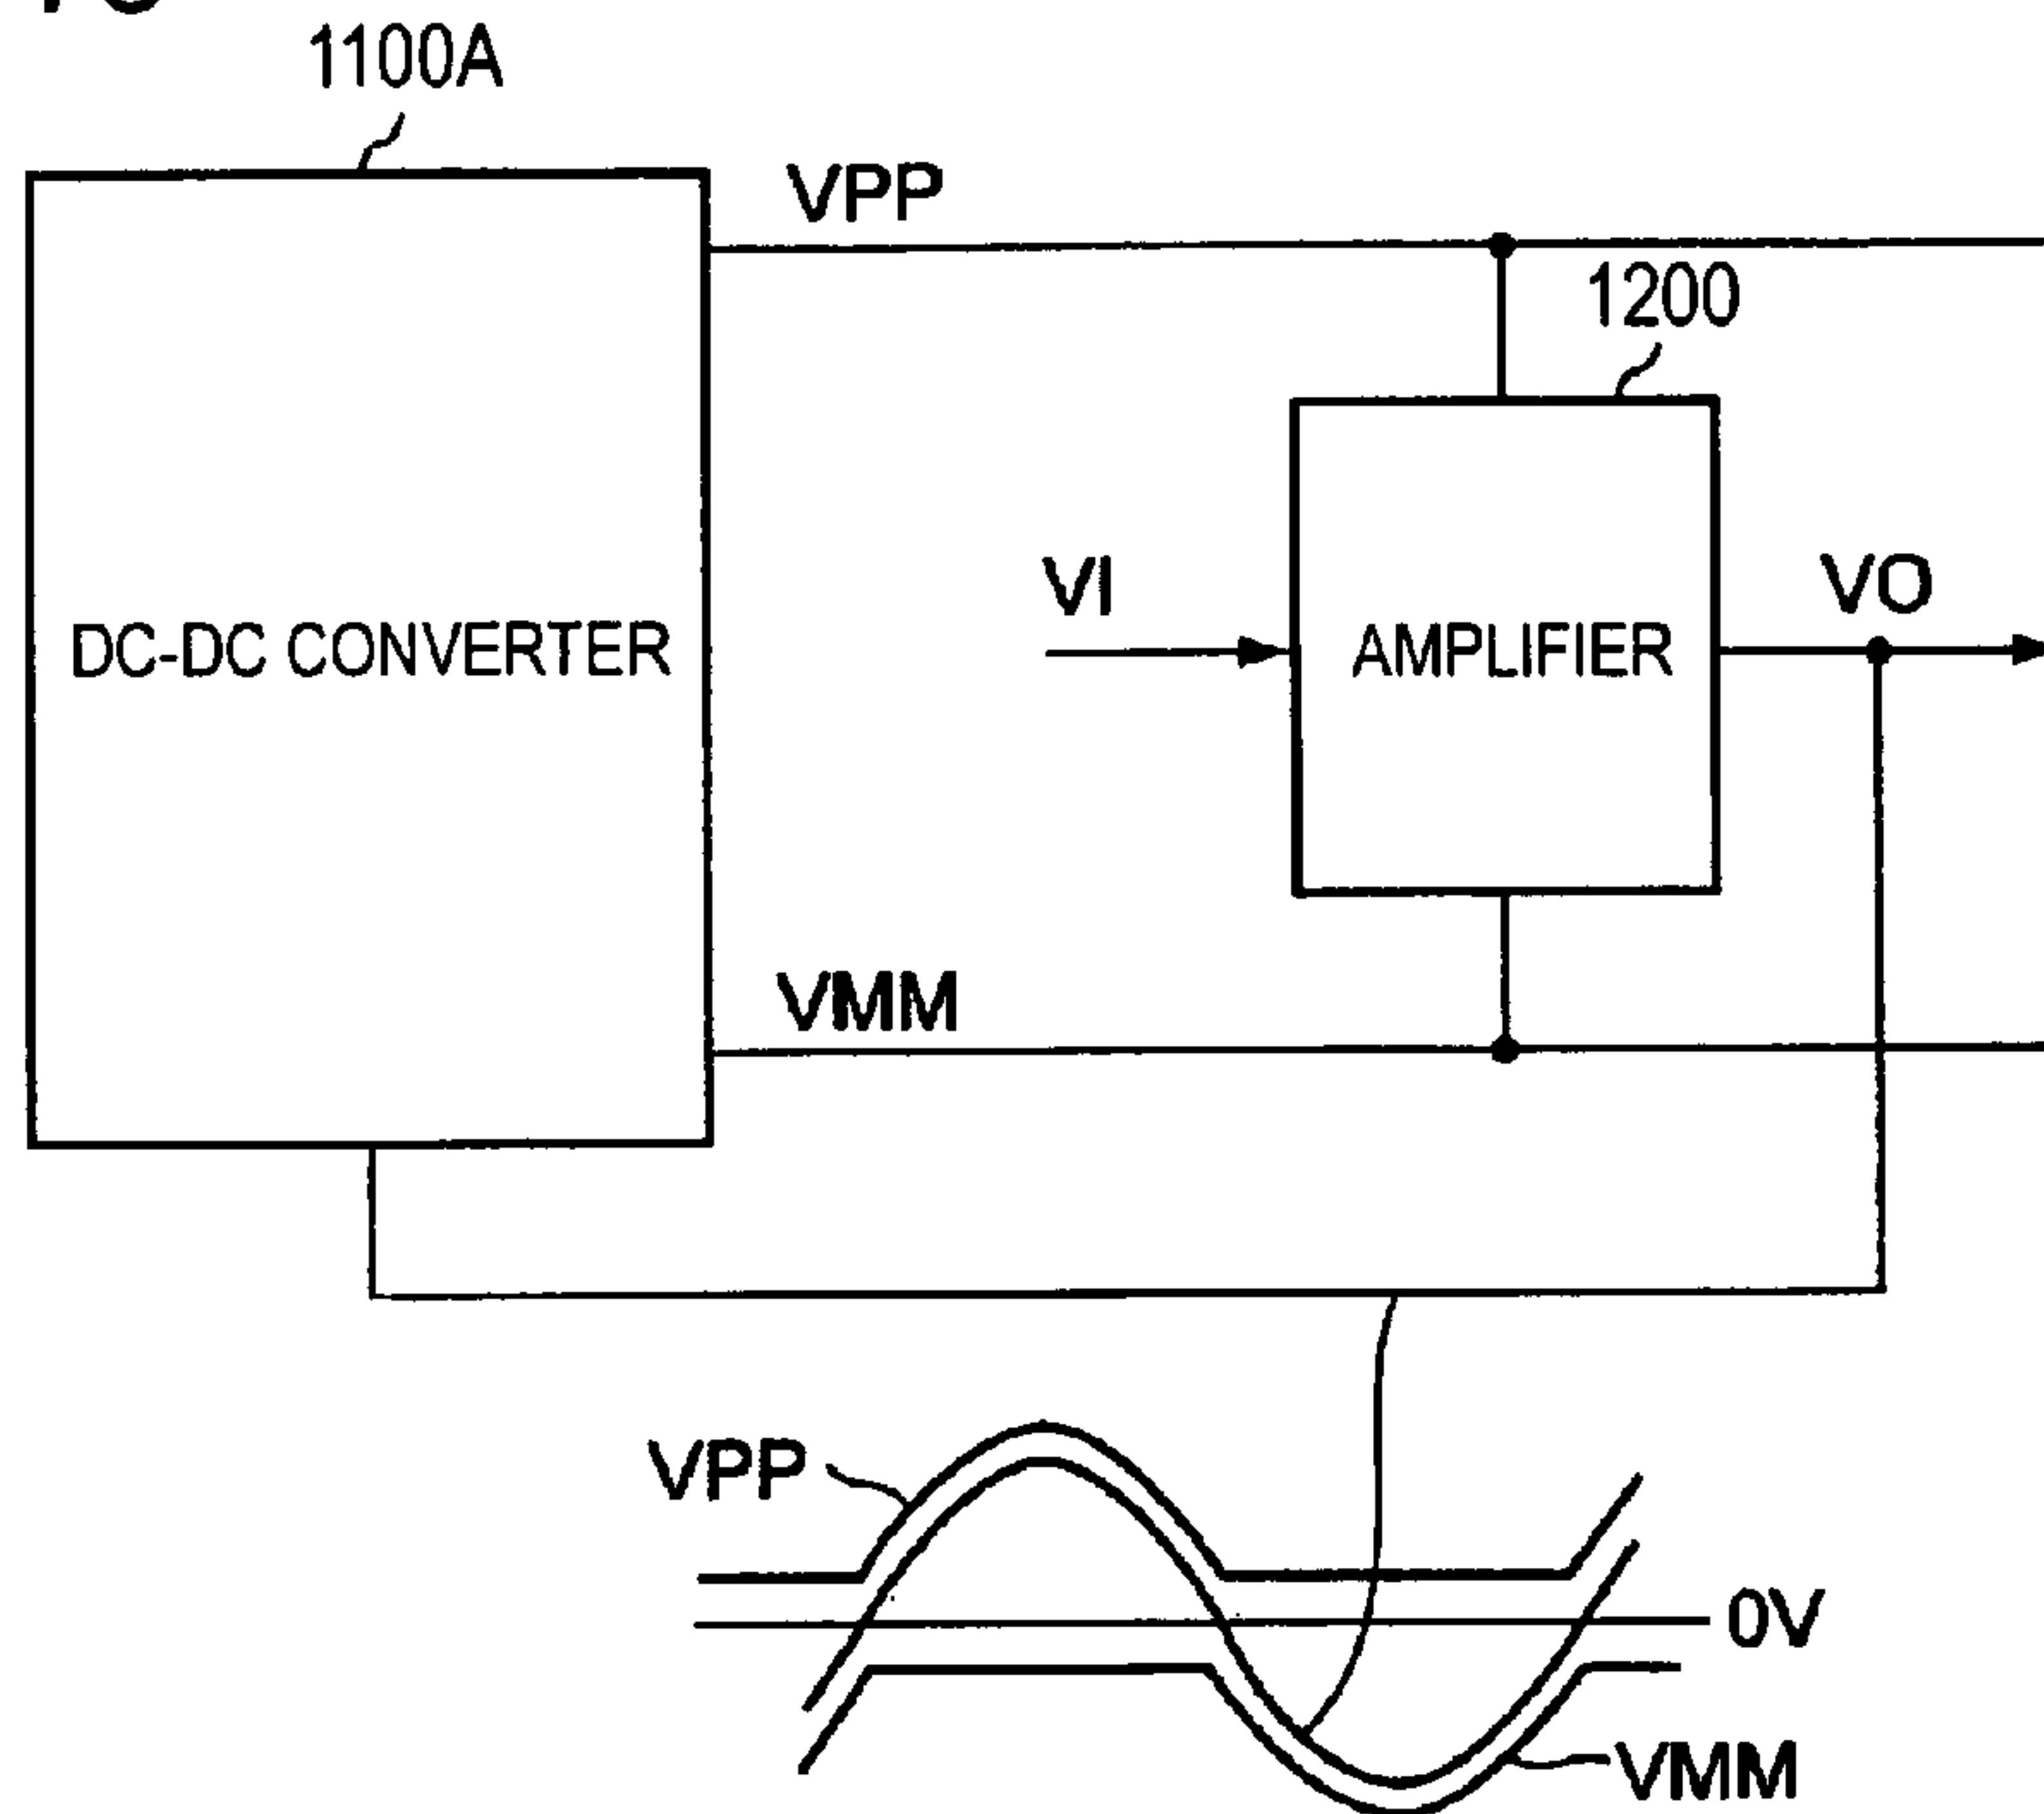 1100A
VPP
1200
VI
VO
DC-DC CONVERTER
AMPLIFIER
VMM
VPP
0V
VMM